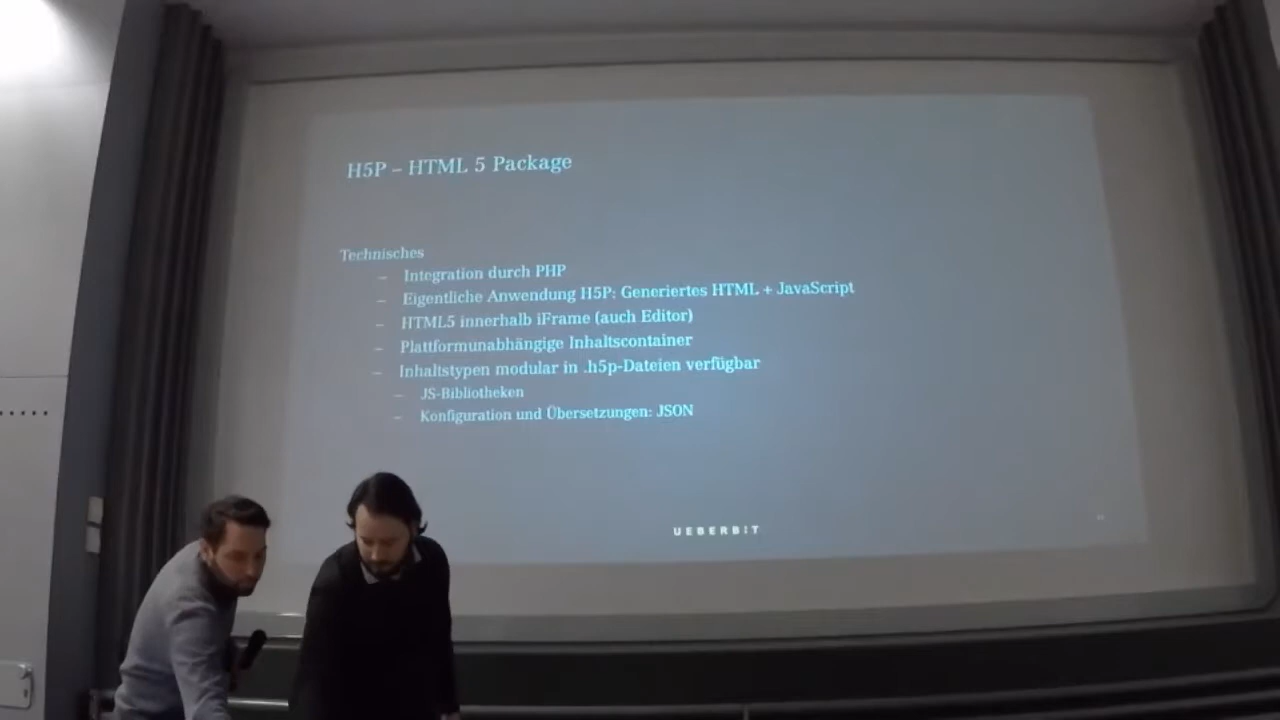 H5P – HTML 5 Package
Technisches
– Integration durch PHP
– Eigentliche Anwendung H5P: Generiertes HTML + JavaScript
– HTML5 innerhalb iFrame (auch Editor)
– Plattformunabhängige Inhaltscontainer
– Inhaltstypen modular in .h5p-Dateien verfügbar
– JS-Bibliotheken
– Konfiguration und Übersetzungen: JSON
UEBERBIT